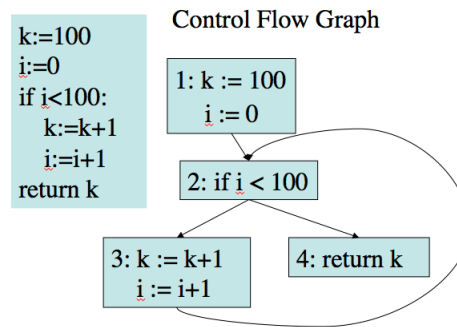 Control Flow Graph
k:=100
i:=0
if i<100:
k:=k+1
i:=i+1
return k
1: k := 100
i := 0
2: if i < 100
3: k := k+1
i := i+1
4: return k